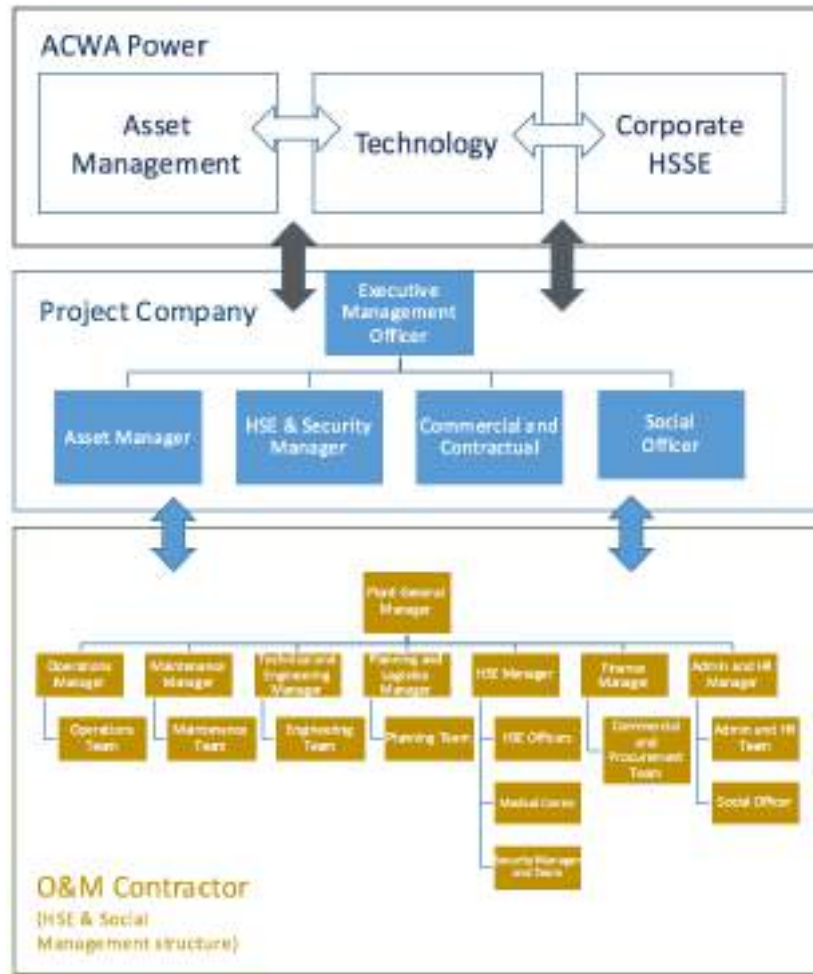 ACWA Power
Asset
Management
Technology
Corporate
HSSE
Project Company
Executive
Management
Officer
Asset Manager
HSE & Security
Manager
Commercial and
Contractual
Social
Officer
Plant General
Manager
Operations
Manager
Maintenance
Manager
Technical and
Engineering
Manager
Planning and
Logistics
Manager
HSE Manager
Finance
Manager
Admin and HR
Manager
Operations
Team
Maintenance
Team
Engineering
Team
Planning Team
HSE Officers
Commercial
and
Procurement
Team
Admin and HR
Team
Medical
Social Officer
Security Manager
and Team
O&M Contractor
(HSE & Social
Management structure)